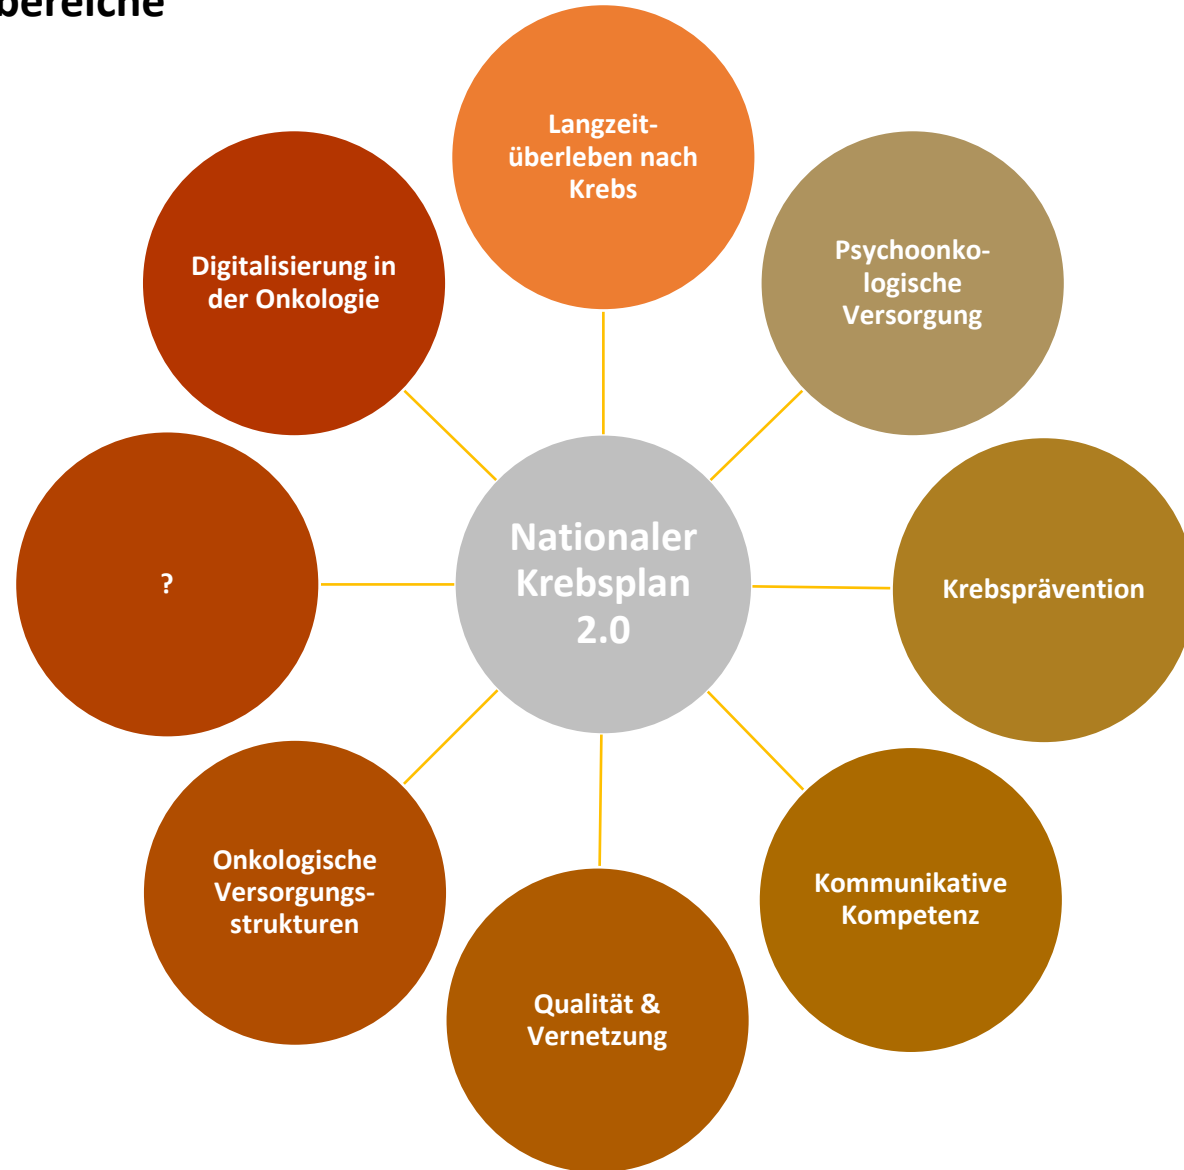 bereiche
Langzeit-
überleben nach
Krebs
Psychoonko-
logische
Versorgung
Digitalisierung in
der Onkologie
Nationaler
Krebsplan
2.0
?
Krebsprävention
Onkologische
Versorgungs-
strukturen
Kommunikative
Kompetenz
Qualität &
Vernetzung